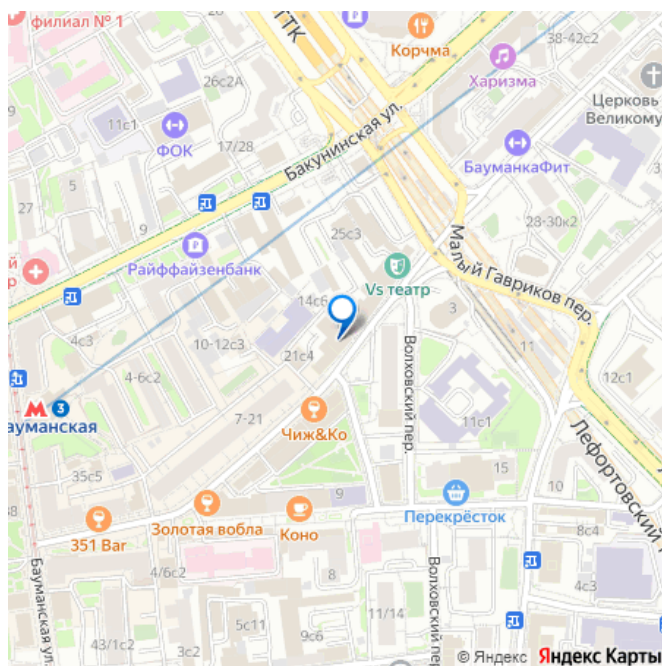 филиал № 1
ТТК
Корчма
38-42с2
Харизма
26с2А
Церковь
Великому
11с1
ФОК
17/28
Бакунинская ул.
БауманкаФит
5
27
9
28-30к2
й
р
Райффайзенбанк
25с3
Vs театр
Малый Гавриков пер.
14с6
3
4с3
10-12с3
21с4
11
Волховский пер.
12с1
4-6с2
3
ауманская
7-21
Чиж&Ко
11с1
35с5
Лефортовский
15
10
38
9
Перекрёсток
351 Bar
Золотая вобла
Коно
8с4
Бауманская ул.
4/6с2
8
Волховский пер.
4с3
5с11
11/14
43/1с2
9с6
© Яндекс Яндекс Карты